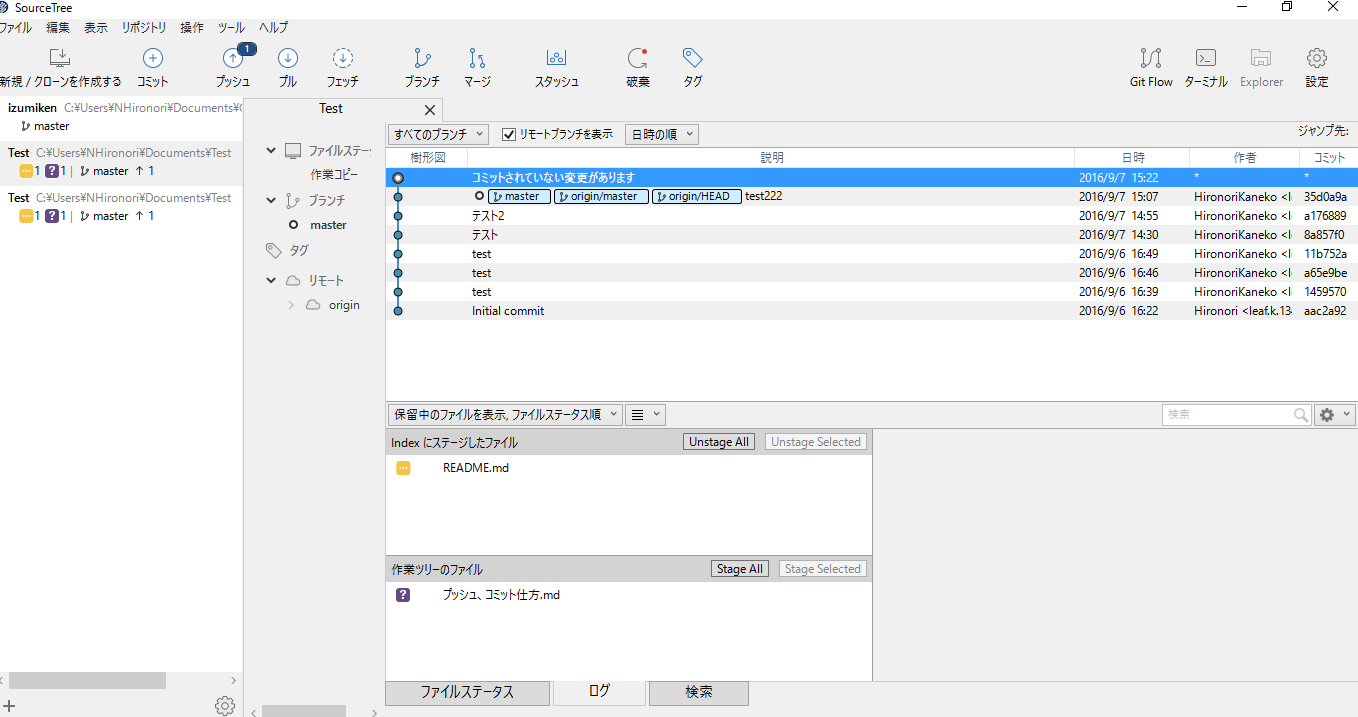 SourceTree
ファイル 編集 表示 リポジトリ 操作 ツール ヘルプ
1
新規 / クローンを作成する コミット プッシュ プル フェッチ ブランチ マージ スタッシュ 破棄 タグ Git Flow ターミナル Explorer 設定
izumiken C:¥Users¥NHironori¥Documents¥
master
Test C:¥Users¥NHironori¥Documents¥Test
1 ? 1 | master ↑ 1
Test C:¥Users¥NHironori¥Documents¥Test
1 ? 1 | master ↑ 1
Test
ファイルステー
作業コピー
ブランチ
master
タグ
リモート
origin
すべてのブランチ リモートブランチを表示 日時の順 ジャンプ先:
樹形図 説明 日時 作者 コミット
コミットされていない変更があります 2016/9/7 15:22 * *
master origin/master origin/HEAD test222 2016/9/7 15:07 HironoriKaneko <l 35d0a9a
テスト2 2016/9/7 14:55 HironoriKaneko <l a176889
テスト 2016/9/7 14:30 HironoriKaneko <l 8a857f0
test 2016/9/6 16:49 HironoriKaneko <l 11b752a
test 2016/9/6 16:46 HironoriKaneko <l a65e9be
test 2016/9/6 16:39 HironoriKaneko <l 1459570
Initial commit 2016/9/6 16:22 Hironori <leaf.k.13 aac2a92
保留中のファイルを表示, ファイルステータス順 検索
Index にステージしたファイル Unstage All Unstage Selected
README.md
作業ツリーのファイル Stage All Stage Selected
? プッシュ、コミット仕方.md
ファイルステータス ログ 検索